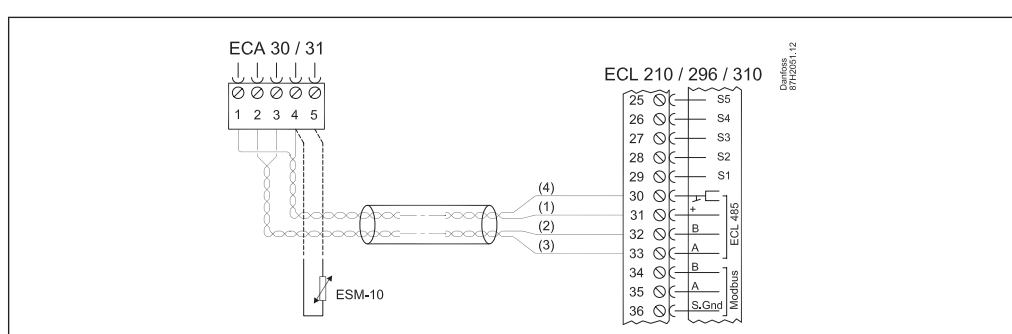 ECA 30 / 31
1 2 3 4 5
ESM-10
(4)
(1)
(2)
(3)
ECL 210 / 296 / 310
25 S5
26 S4
27 S3
28 S2
29 S1
30
31 +
32 B
33 A
34 B
35 A
36 S.Gnd
ECL 485
Modbus
Danfoss
87H2051.12